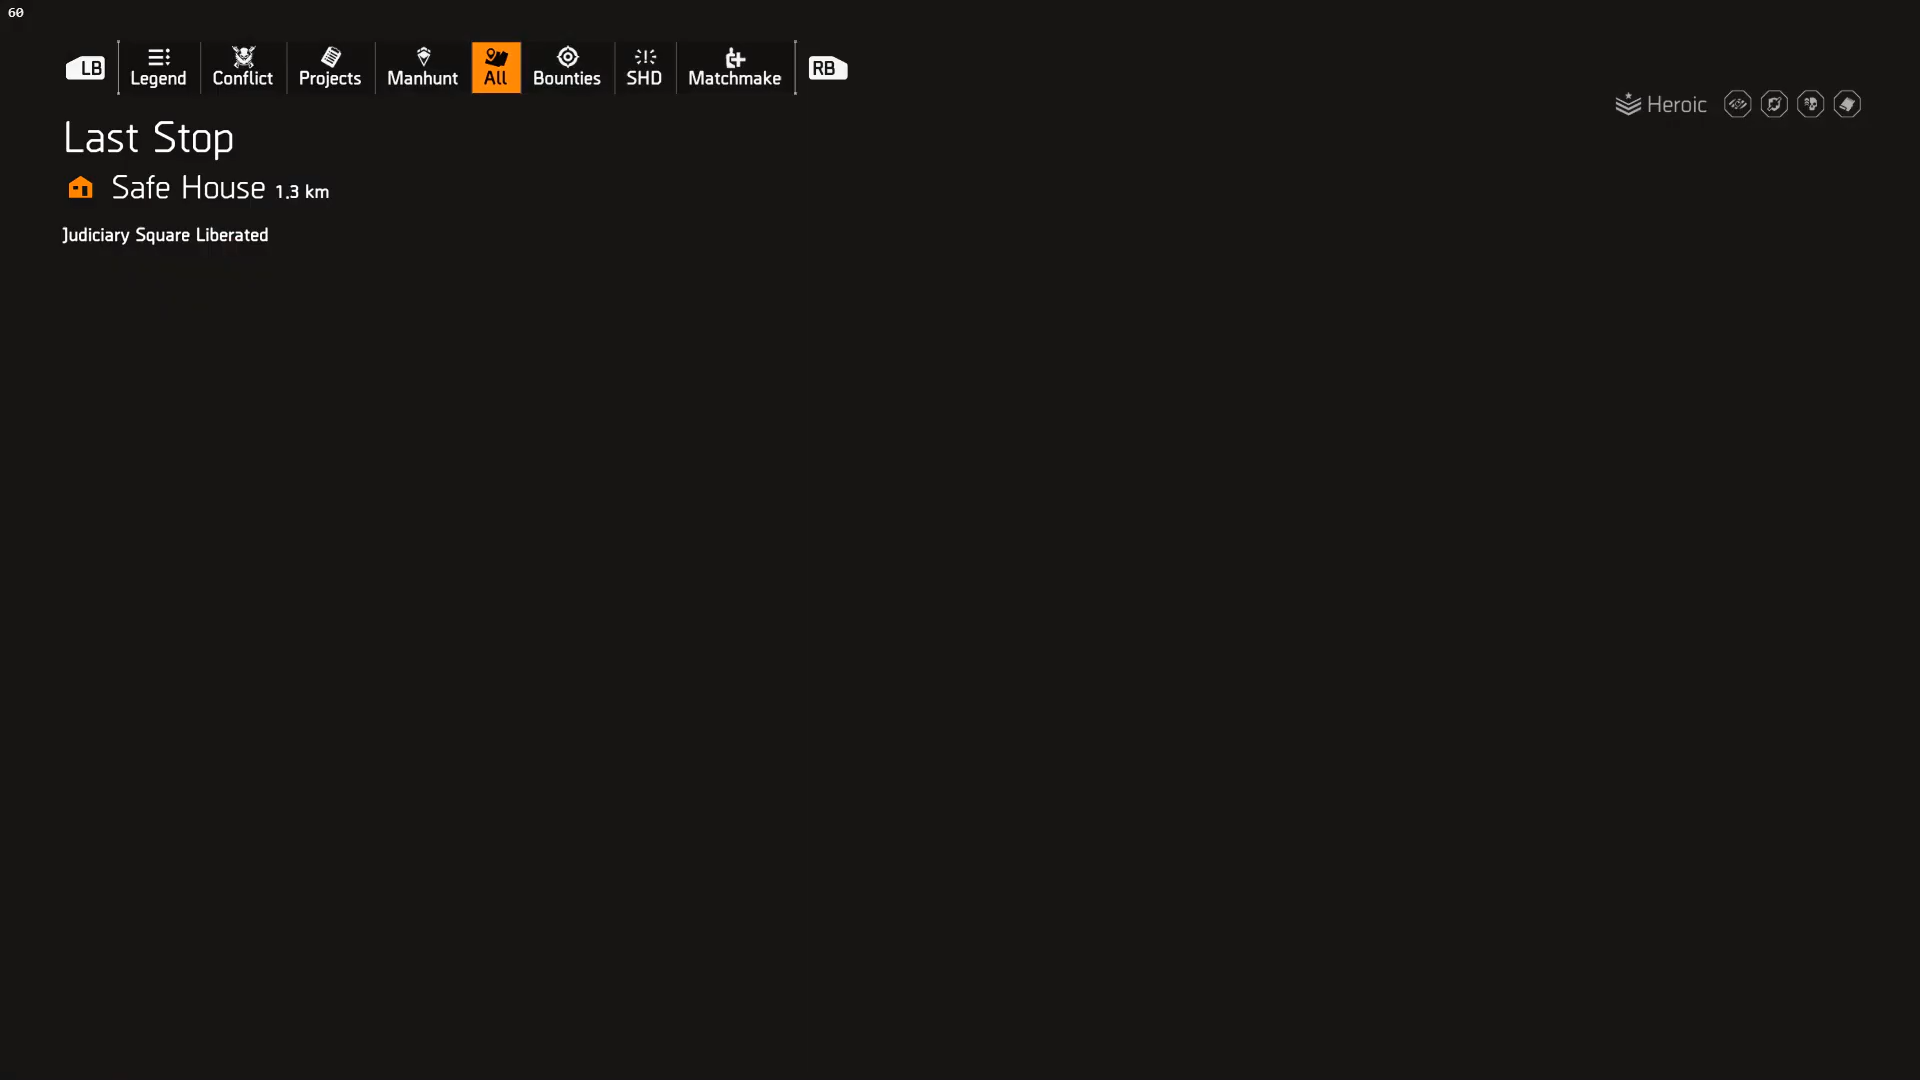 60
LB Legend Conflict Projects Manhunt All Bounties SHD Matchmake RB
Heroic
Last Stop
Safe House 1.3 km
Judiciary Square Liberated